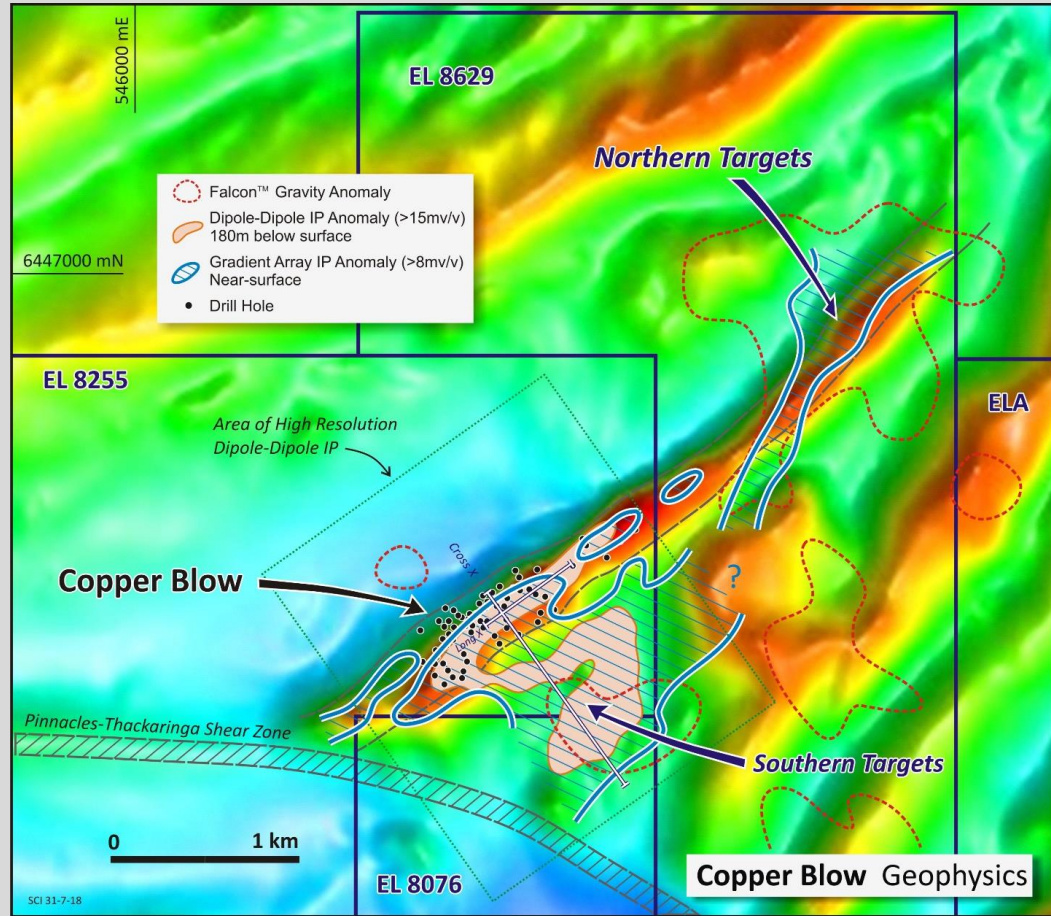 546000 mE
EL 8629
Northern Targets
Falcon™ Gravity Anomaly
Dipole-Dipole IP Anomaly (>15mv/v)
180m below surface
Gradient Array IP Anomaly (>8mv/v)
Near-surface
Drill Hole
6447000 mN
EL 8255
ELA
Area of High Resolution
Dipole-Dipole IP
Cross X
Copper Blow
?
Long X
Pinnacles-Thackaringa Shear Zone
Southern Targets
0 1 km
EL 8076
Copper Blow Geophysics
SCI 31-7-18